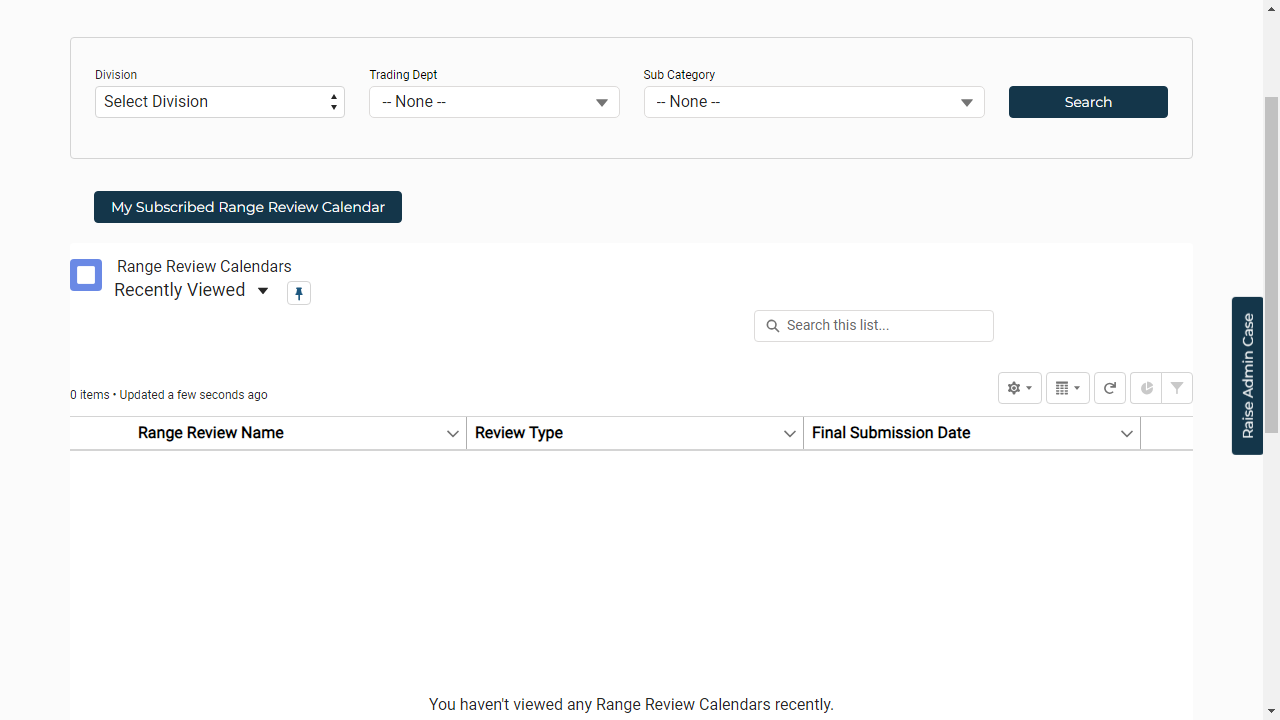 Division
Trading Dept
Sub Category
Select Division
-- None --
-- None --
Search
My Subscribed Range Review Calendar
Range Review Calendars
Recently Viewed
Search this list...
0 items • Updated a few seconds ago
Range Review Name
Review Type
Final Submission Date
You haven't viewed any Range Review Calendars recently.
Raise Admin Case